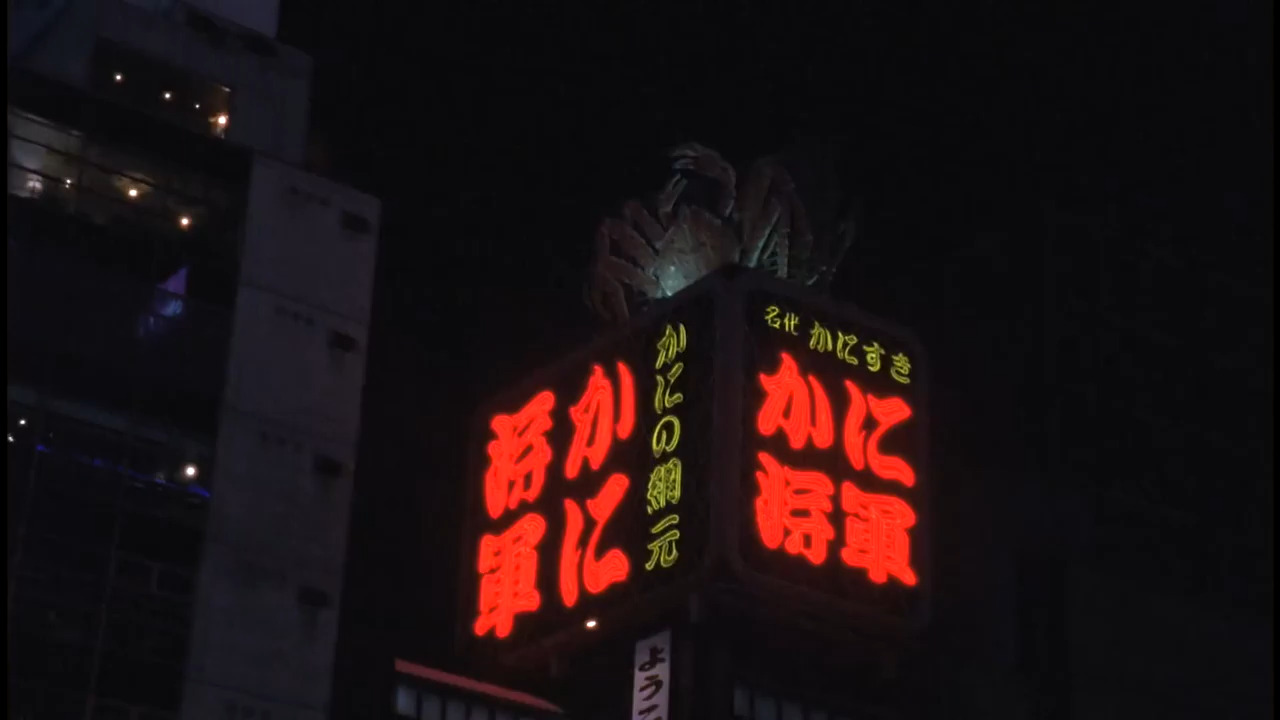 かに
将軍
かにの網元
名代 かにすき
かに
将軍
よう